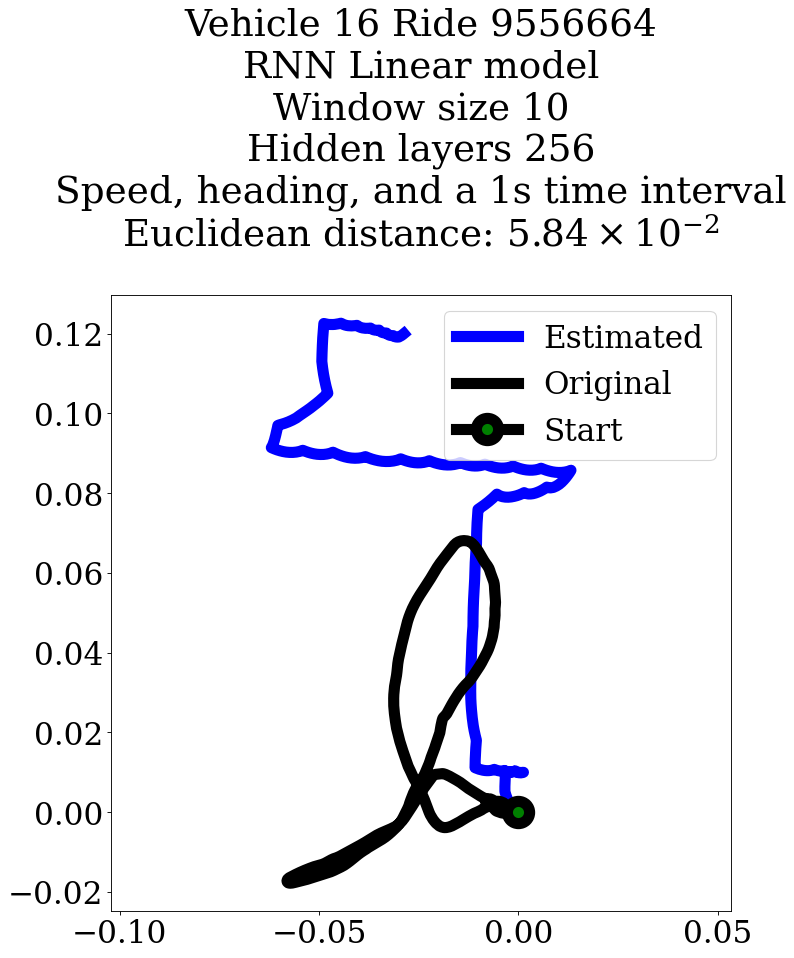 Vehicle 16 Ride 9556664
RNN Linear model
Window size 10
Hidden layers 256
Speed, heading, and a 1s time interval
Euclidean distance: 5.84 × 10⁻²
Estimated
Original
Start
0.12
0.10
0.08
0.06
0.04
0.02
0.00
−0.02
−0.10
−0.05
0.00
0.05